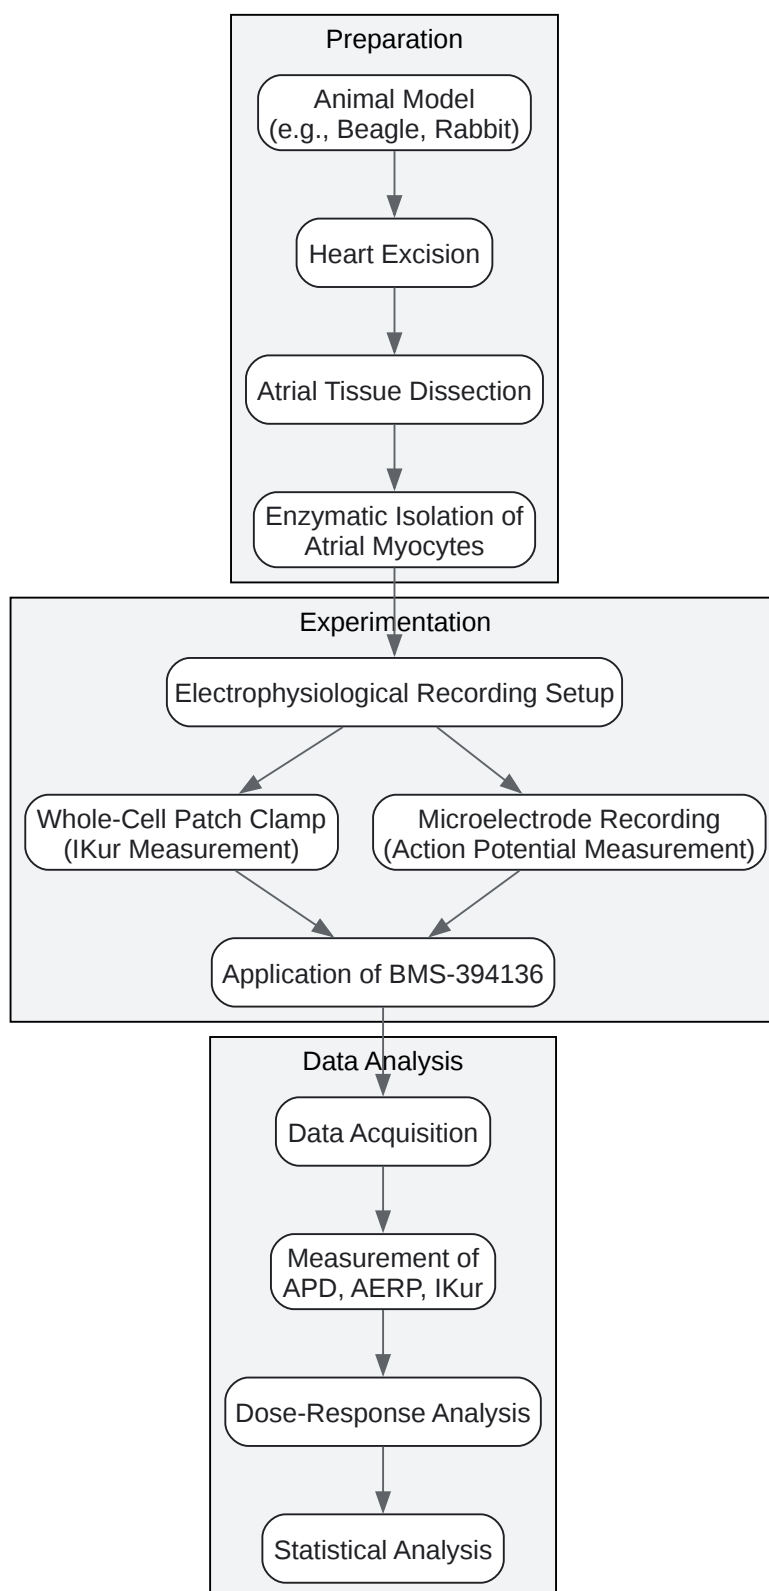 Preparation
Animal Model
(e.g., Beagle, Rabbit)
Heart Excision
Atrial Tissue Dissection
Enzymatic Isolation of
Atrial Myocytes
Experimentation
Electrophysiological Recording Setup
Whole-Cell Patch Clamp
(IKur Measurement)
Microelectrode Recording
(Action Potential Measurement)
Application of BMS-394136
Data Analysis
Data Acquisition
Measurement of
APD, AERP, IKur
Dose-Response Analysis
Statistical Analysis